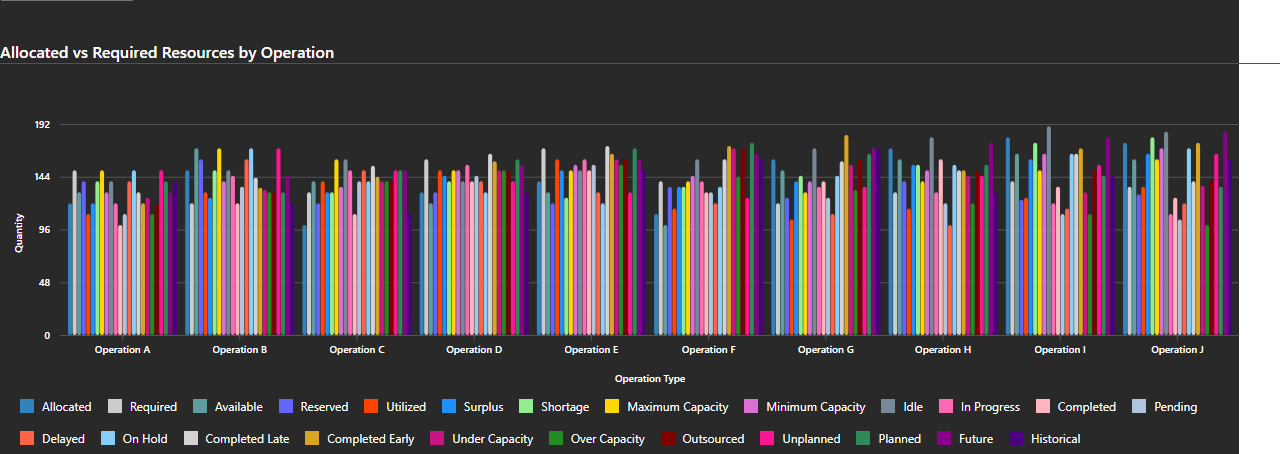 Allocated vs Required Resources by Operation
192
144
96
48
0
Quantity
Operation A Operation B Operation C Operation D Operation E Operation F Operation G Operation H Operation I Operation J
Operation Type
Allocated Required Available Reserved Utilized Surplus Shortage Maximum Capacity Minimum Capacity Idle In Progress Completed Pending
Delayed On Hold Completed Late Completed Early Under Capacity Over Capacity Outsourced Unplanned Planned Future Historical